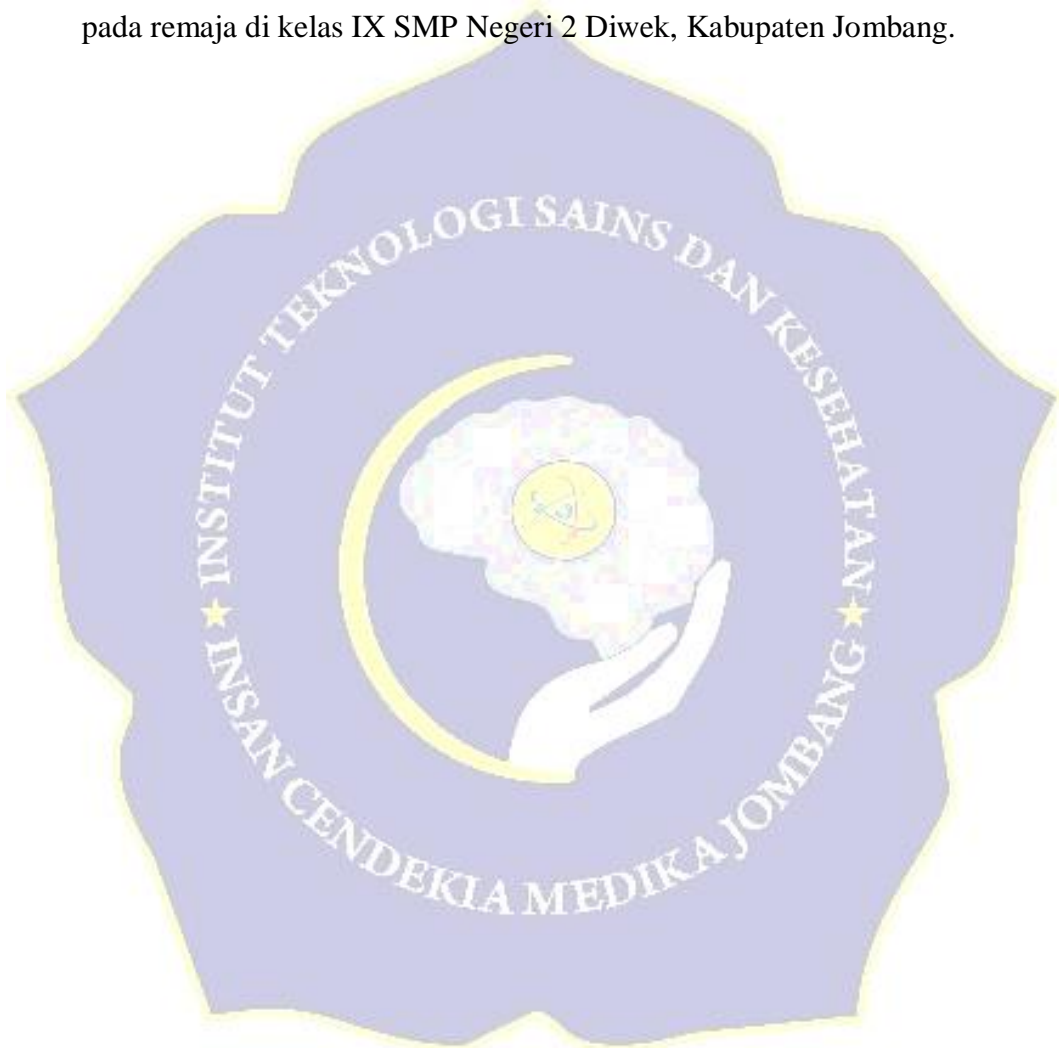 pada remaja di kelas IX SMP Negeri 2 Diwek, Kabupaten Jombang.
INSTITUT TEKNOLOGI SAINS DAN KESEHATAN
INSAN CENDEKIA MEDIKA JOMBANG